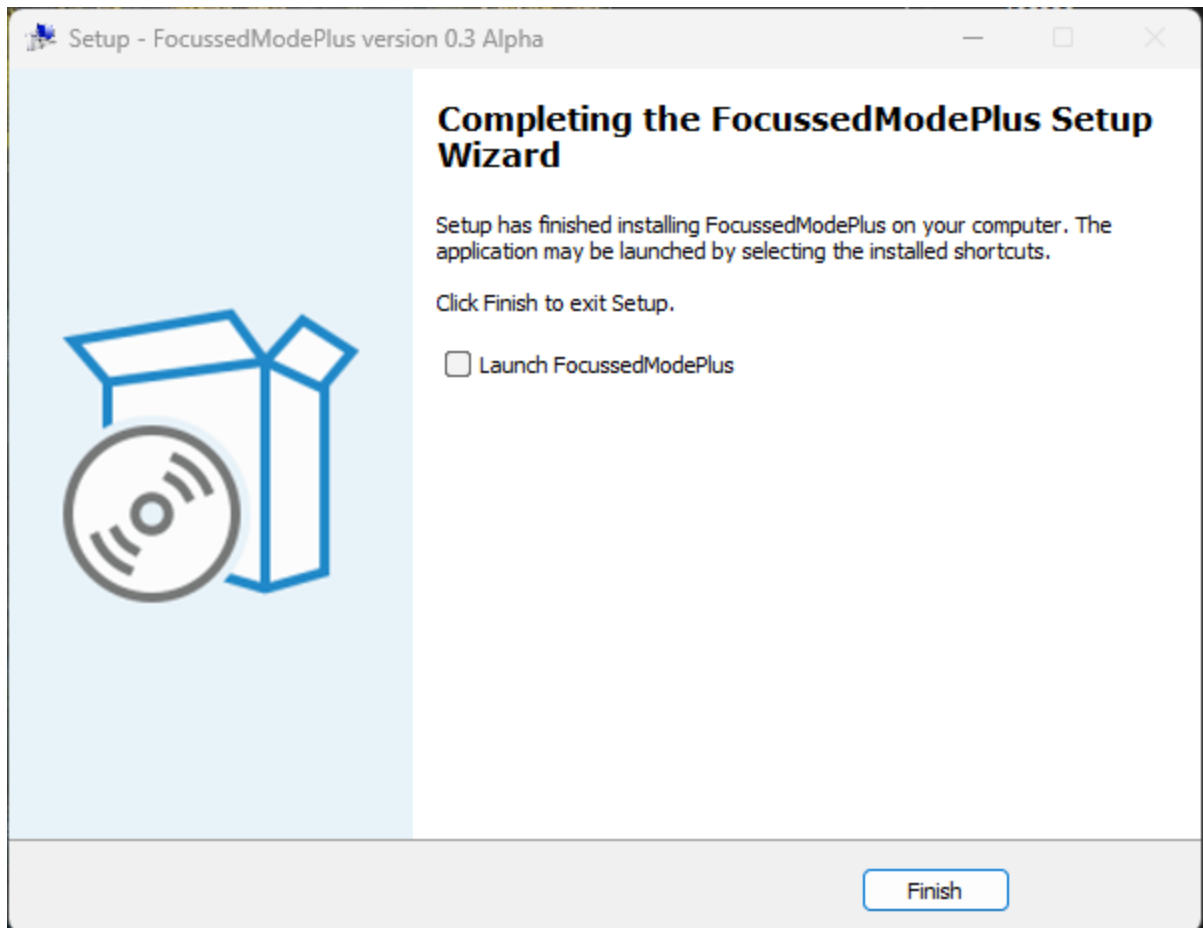 Setup - FocussedModePlus version 0.3 Alpha
Completing the FocussedModePlus Setup
Wizard
Setup has finished installing FocussedModePlus on your computer. The
application may be launched by selecting the installed shortcuts.
Click Finish to exit Setup.
Launch FocussedModePlus
Finish